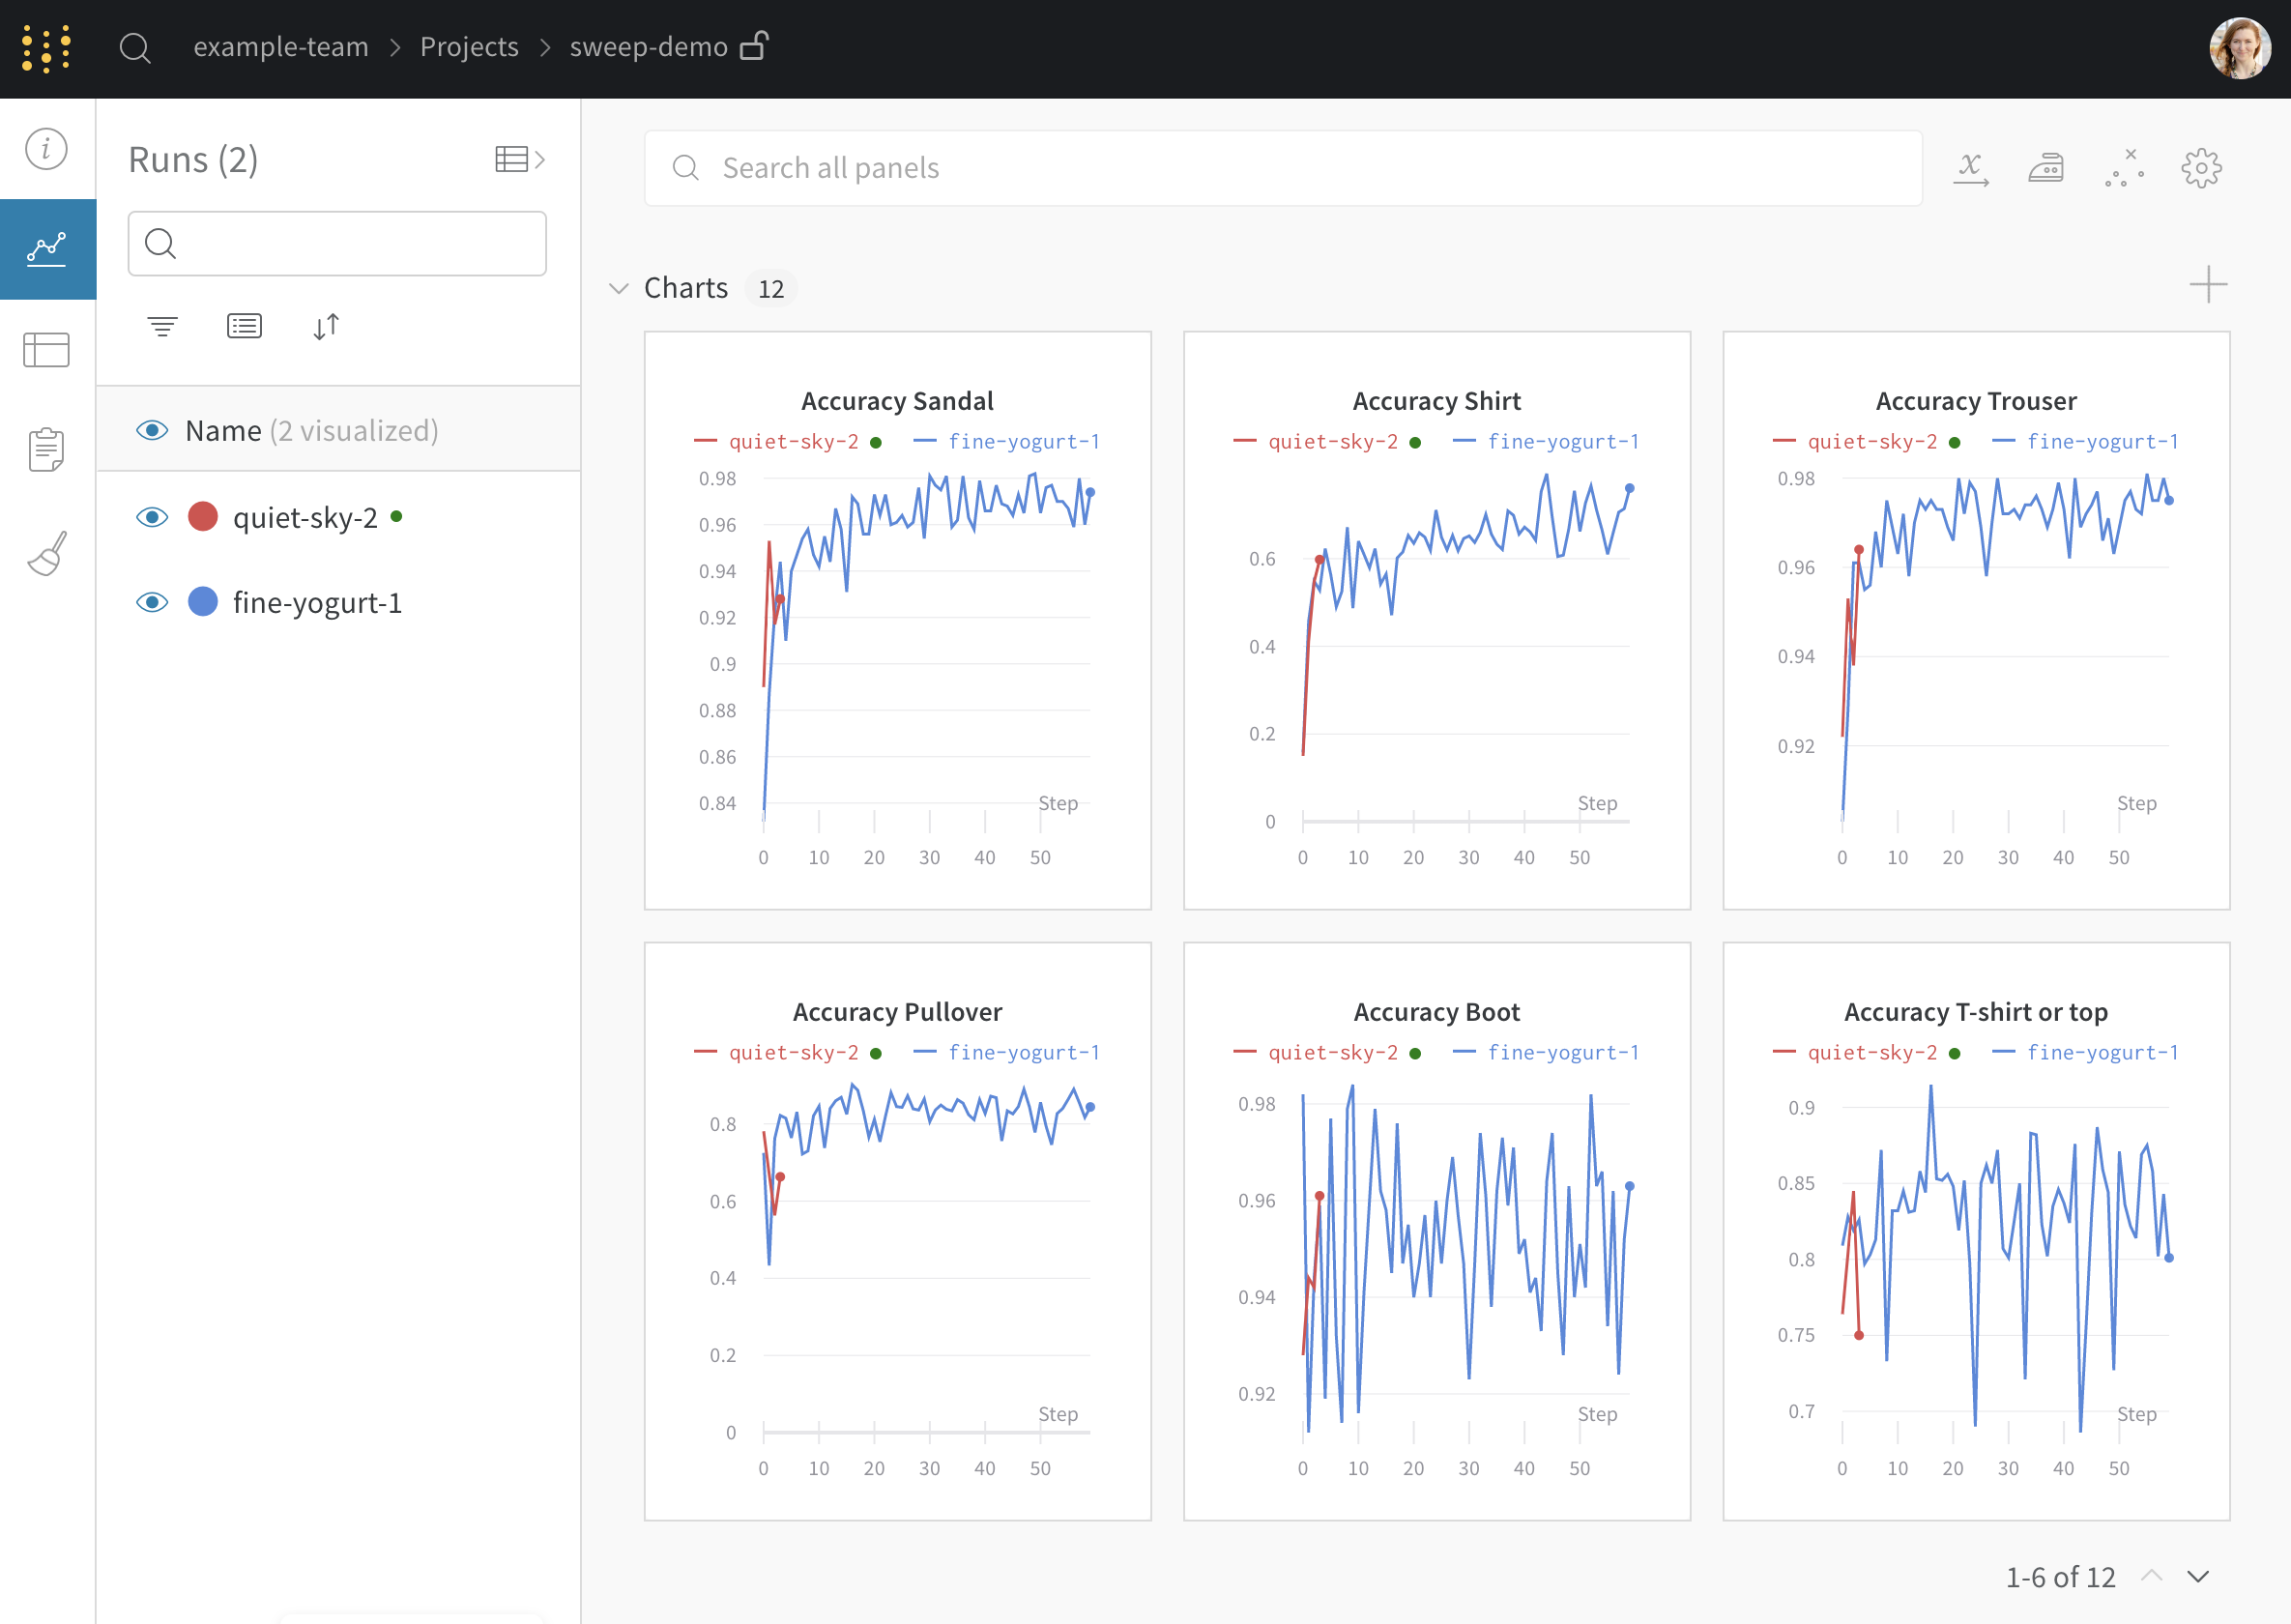 example-team > Projects > sweep-demo
Runs (2)
Name (2 visualized)
quiet-sky-2
fine-yogurt-1
Search all panels
Charts 12
Accuracy Sandal
quiet-sky-2 fine-yogurt-1
0.98
0.96
0.94
0.92
0.9
0.88
0.86
0.84
Step
0 10 20 30 40 50
Accuracy Shirt
quiet-sky-2 fine-yogurt-1
0.6
0.4
0.2
0
Step
0 10 20 30 40 50
Accuracy Trouser
quiet-sky-2 fine-yogurt-1
0.98
0.96
0.94
0.92
Step
0 10 20 30 40 50
Accuracy Pullover
quiet-sky-2 fine-yogurt-1
0.8
0.6
0.4
0.2
0
Step
0 10 20 30 40 50
Accuracy Boot
quiet-sky-2 fine-yogurt-1
0.98
0.96
0.94
0.92
Step
0 10 20 30 40 50
Accuracy T-shirt or top
quiet-sky-2 fine-yogurt-1
0.9
0.85
0.8
0.75
0.7
Step
0 10 20 30 40 50
1-6 of 12